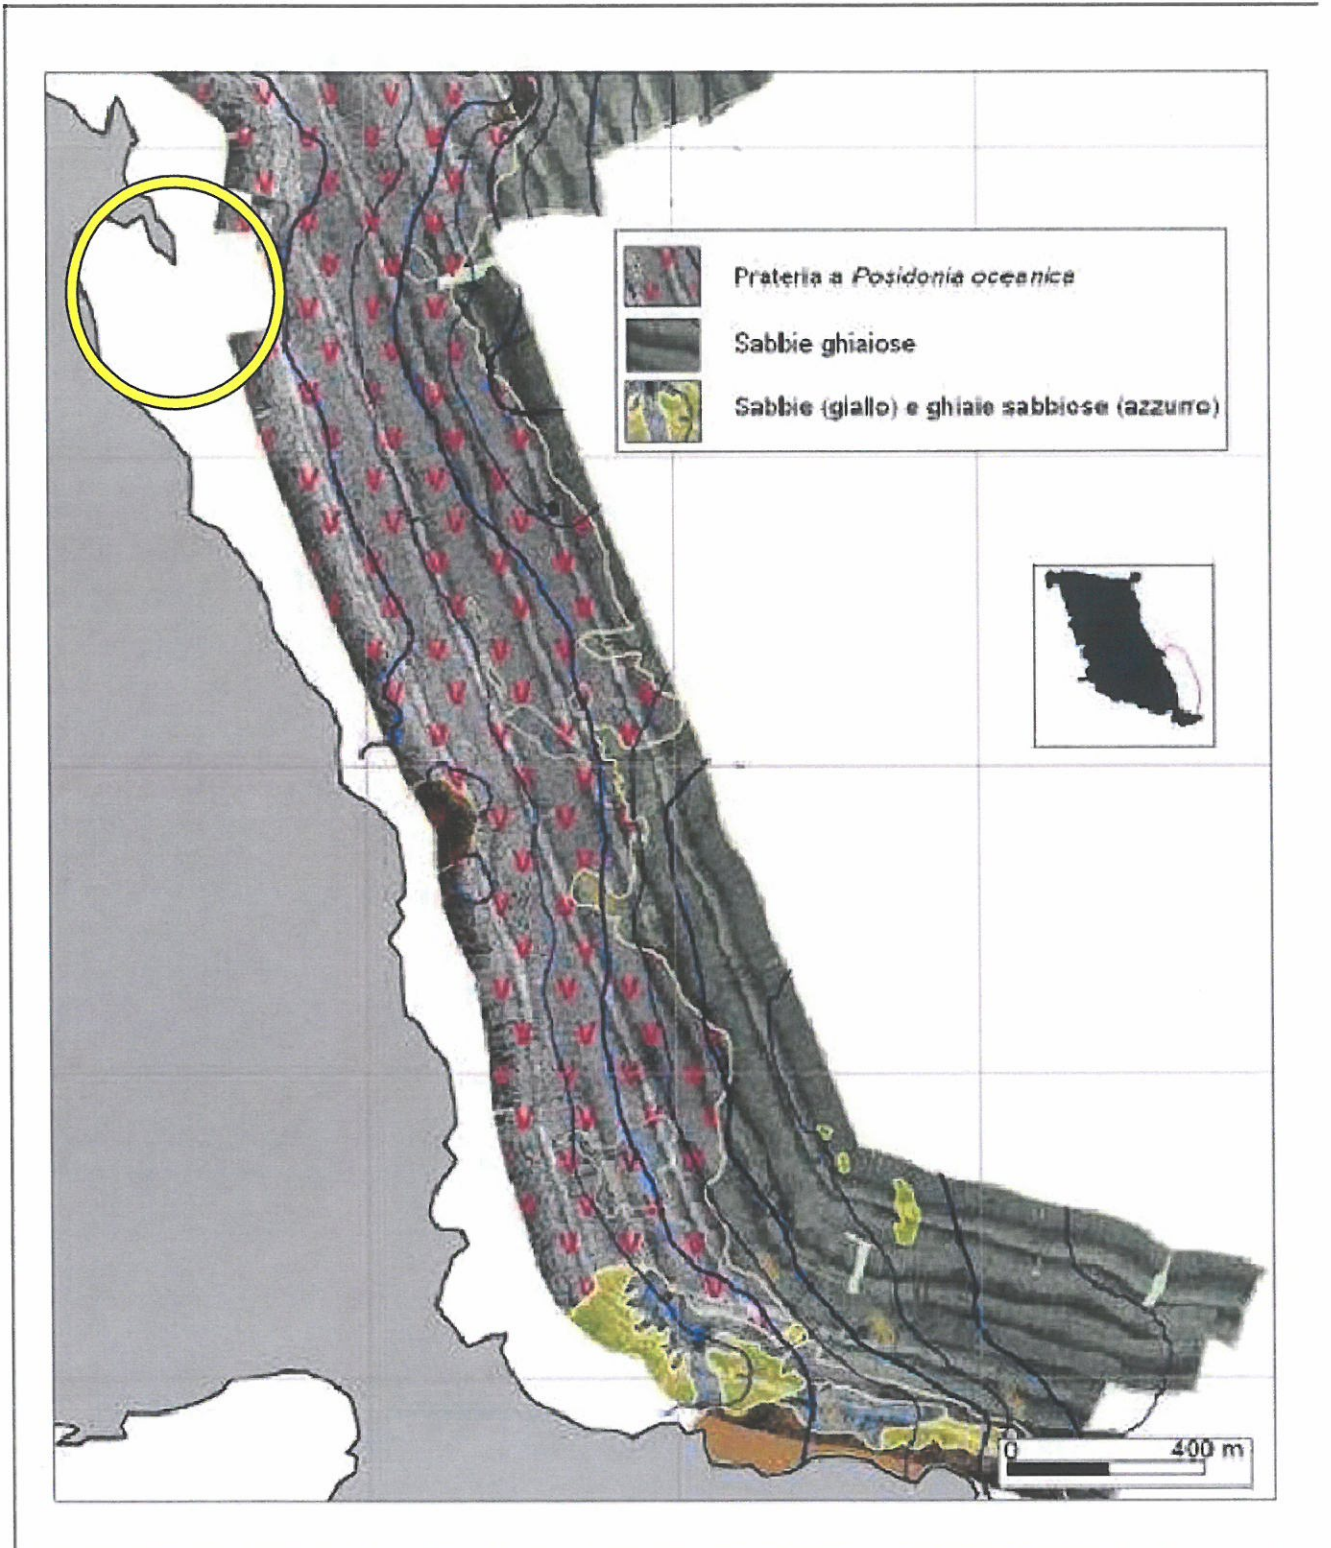 Prateria a Posidonia oceanica
Sabbie ghiaiose
Sabbie (giallo) e ghiaie sabbiose (azzurro)
0 400 m